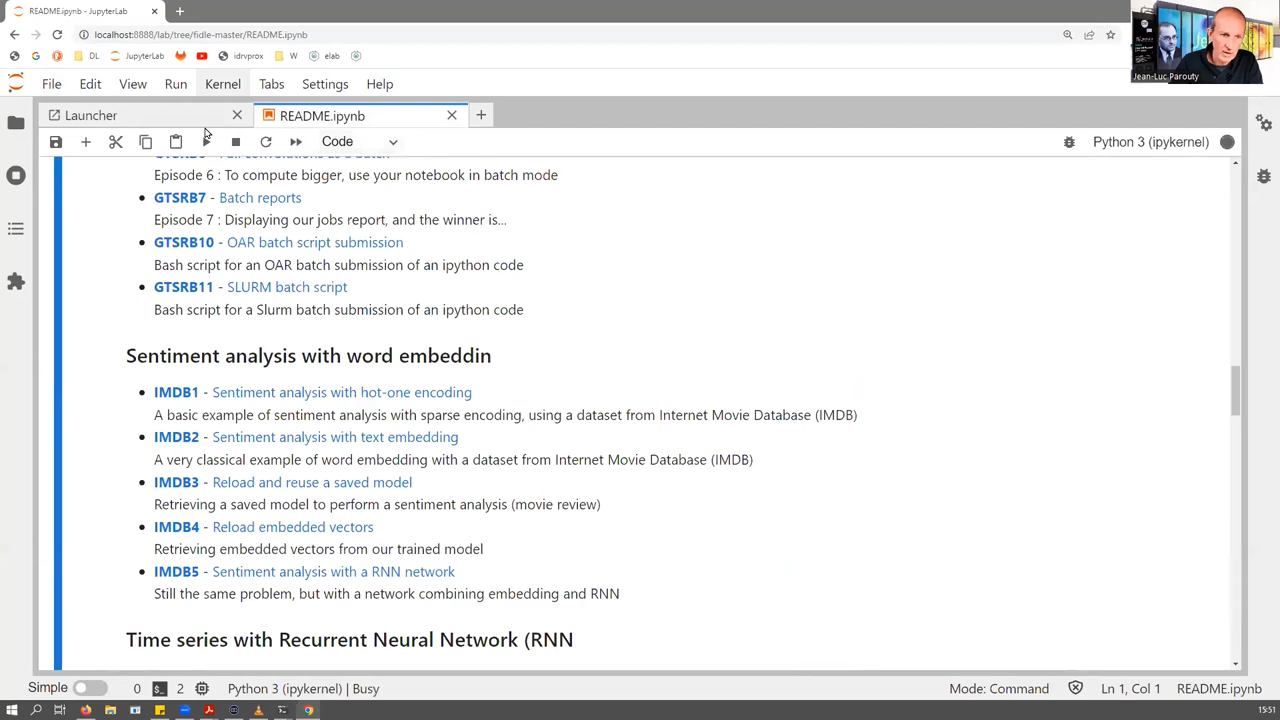 README.ipynb - JupyterLab
localhost:8888/lab/tree/fidle-master/README.ipynb
DL
JupyterLab
idrvprox
W
elab
Jean-Luc Parouty
File Edit View Run Kernel Tabs Settings Help
Launcher
README.ipynb
Code
Python 3 (ipykernel)
Episode 6 : To compute bigger, use your notebook in batch mode
GTSRB7 - Batch reports
Episode 7 : Displaying our jobs report, and the winner is...
GTSRB10 - OAR batch script submission
Bash script for an OAR batch submission of an ipython code
GTSRB11 - SLURM batch script
Bash script for a Slurm batch submission of an ipython code
Sentiment analysis with word embeddin
IMDB1 - Sentiment analysis with hot-one encoding
A basic example of sentiment analysis with sparse encoding, using a dataset from Internet Movie Database (IMDB)
IMDB2 - Sentiment analysis with text embedding
A very classical example of word embedding with a dataset from Internet Movie Database (IMDB)
IMDB3 - Reload and reuse a saved model
Retrieving a saved model to perform a sentiment analysis (movie review)
IMDB4 - Reload embedded vectors
Retrieving embedded vectors from our trained model
IMDB5 - Sentiment analysis with a RNN network
Still the same problem, but with a network combining embedding and RNN
Time series with Recurrent Neural Network (RNN
Simple 0 2 Python 3 (ipykernel) | Busy Mode: Command Ln 1, Col 1 README.ipynb
15:51